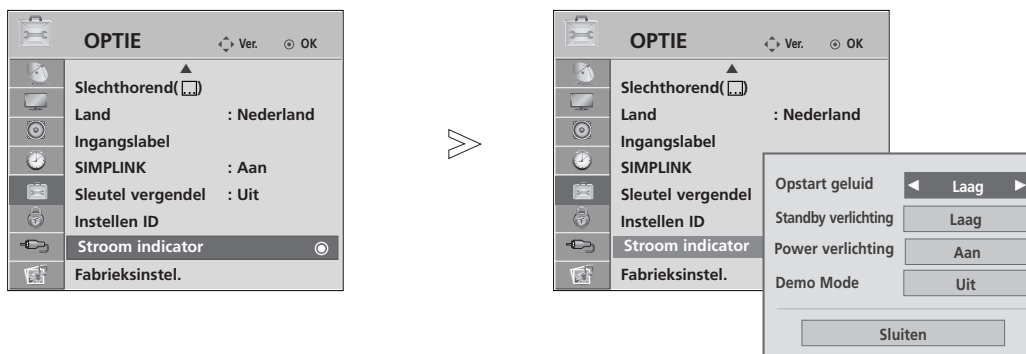 OPTIE Ver. OK
Slechthorend( ... )
Land : Nederland
Ingangslabel
SIMPLINK : Aan
Sleutel vergendel : Uit
Instellen ID
Stroom indicator
Fabrieksinstel.
OPTIE Ver. OK
Slechthorend( ... )
Land : Nederland
Ingangslabel
SIMPLINK
Sleutel vergendel
Instellen ID
Stroom indicator
Fabrieksinstel.
Opstart geluid Laag
Standby verlichting Laag
Power verlichting Aan
Demo Mode Uit
Sluiten